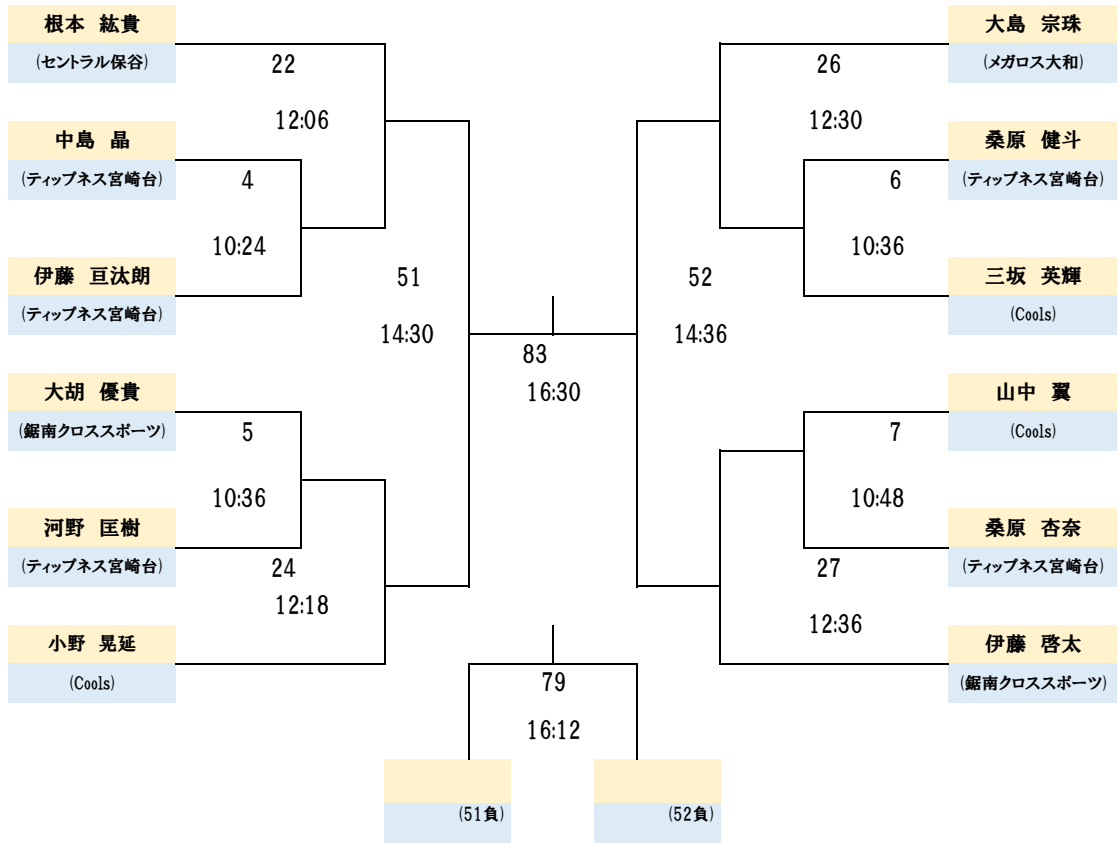 根本 紘貴
(セントラル保谷)
22
12:06
中島 晶
(ティップネス宮崎台)
4
10:24
伊藤 亘汰朗
(ティップネス宮崎台)
51
14:30
大胡 優貴
(鋸南クロススポーツ)
5
10:36
河野 匡樹
(ティップネス宮崎台)
24
12:18
小野 晃延
(Cools)
83
16:30
79
16:12
(51負)
(52負)
大島 宗珠
(メガロス大和)
26
12:30
桑原 健斗
(ティップネス宮崎台)
6
10:36
三坂 英輝
(Cools)
52
14:36
山中 翼
(Cools)
7
10:48
桑原 杏奈
(ティップネス宮崎台)
27
12:36
伊藤 啓太
(鋸南クロススポーツ)